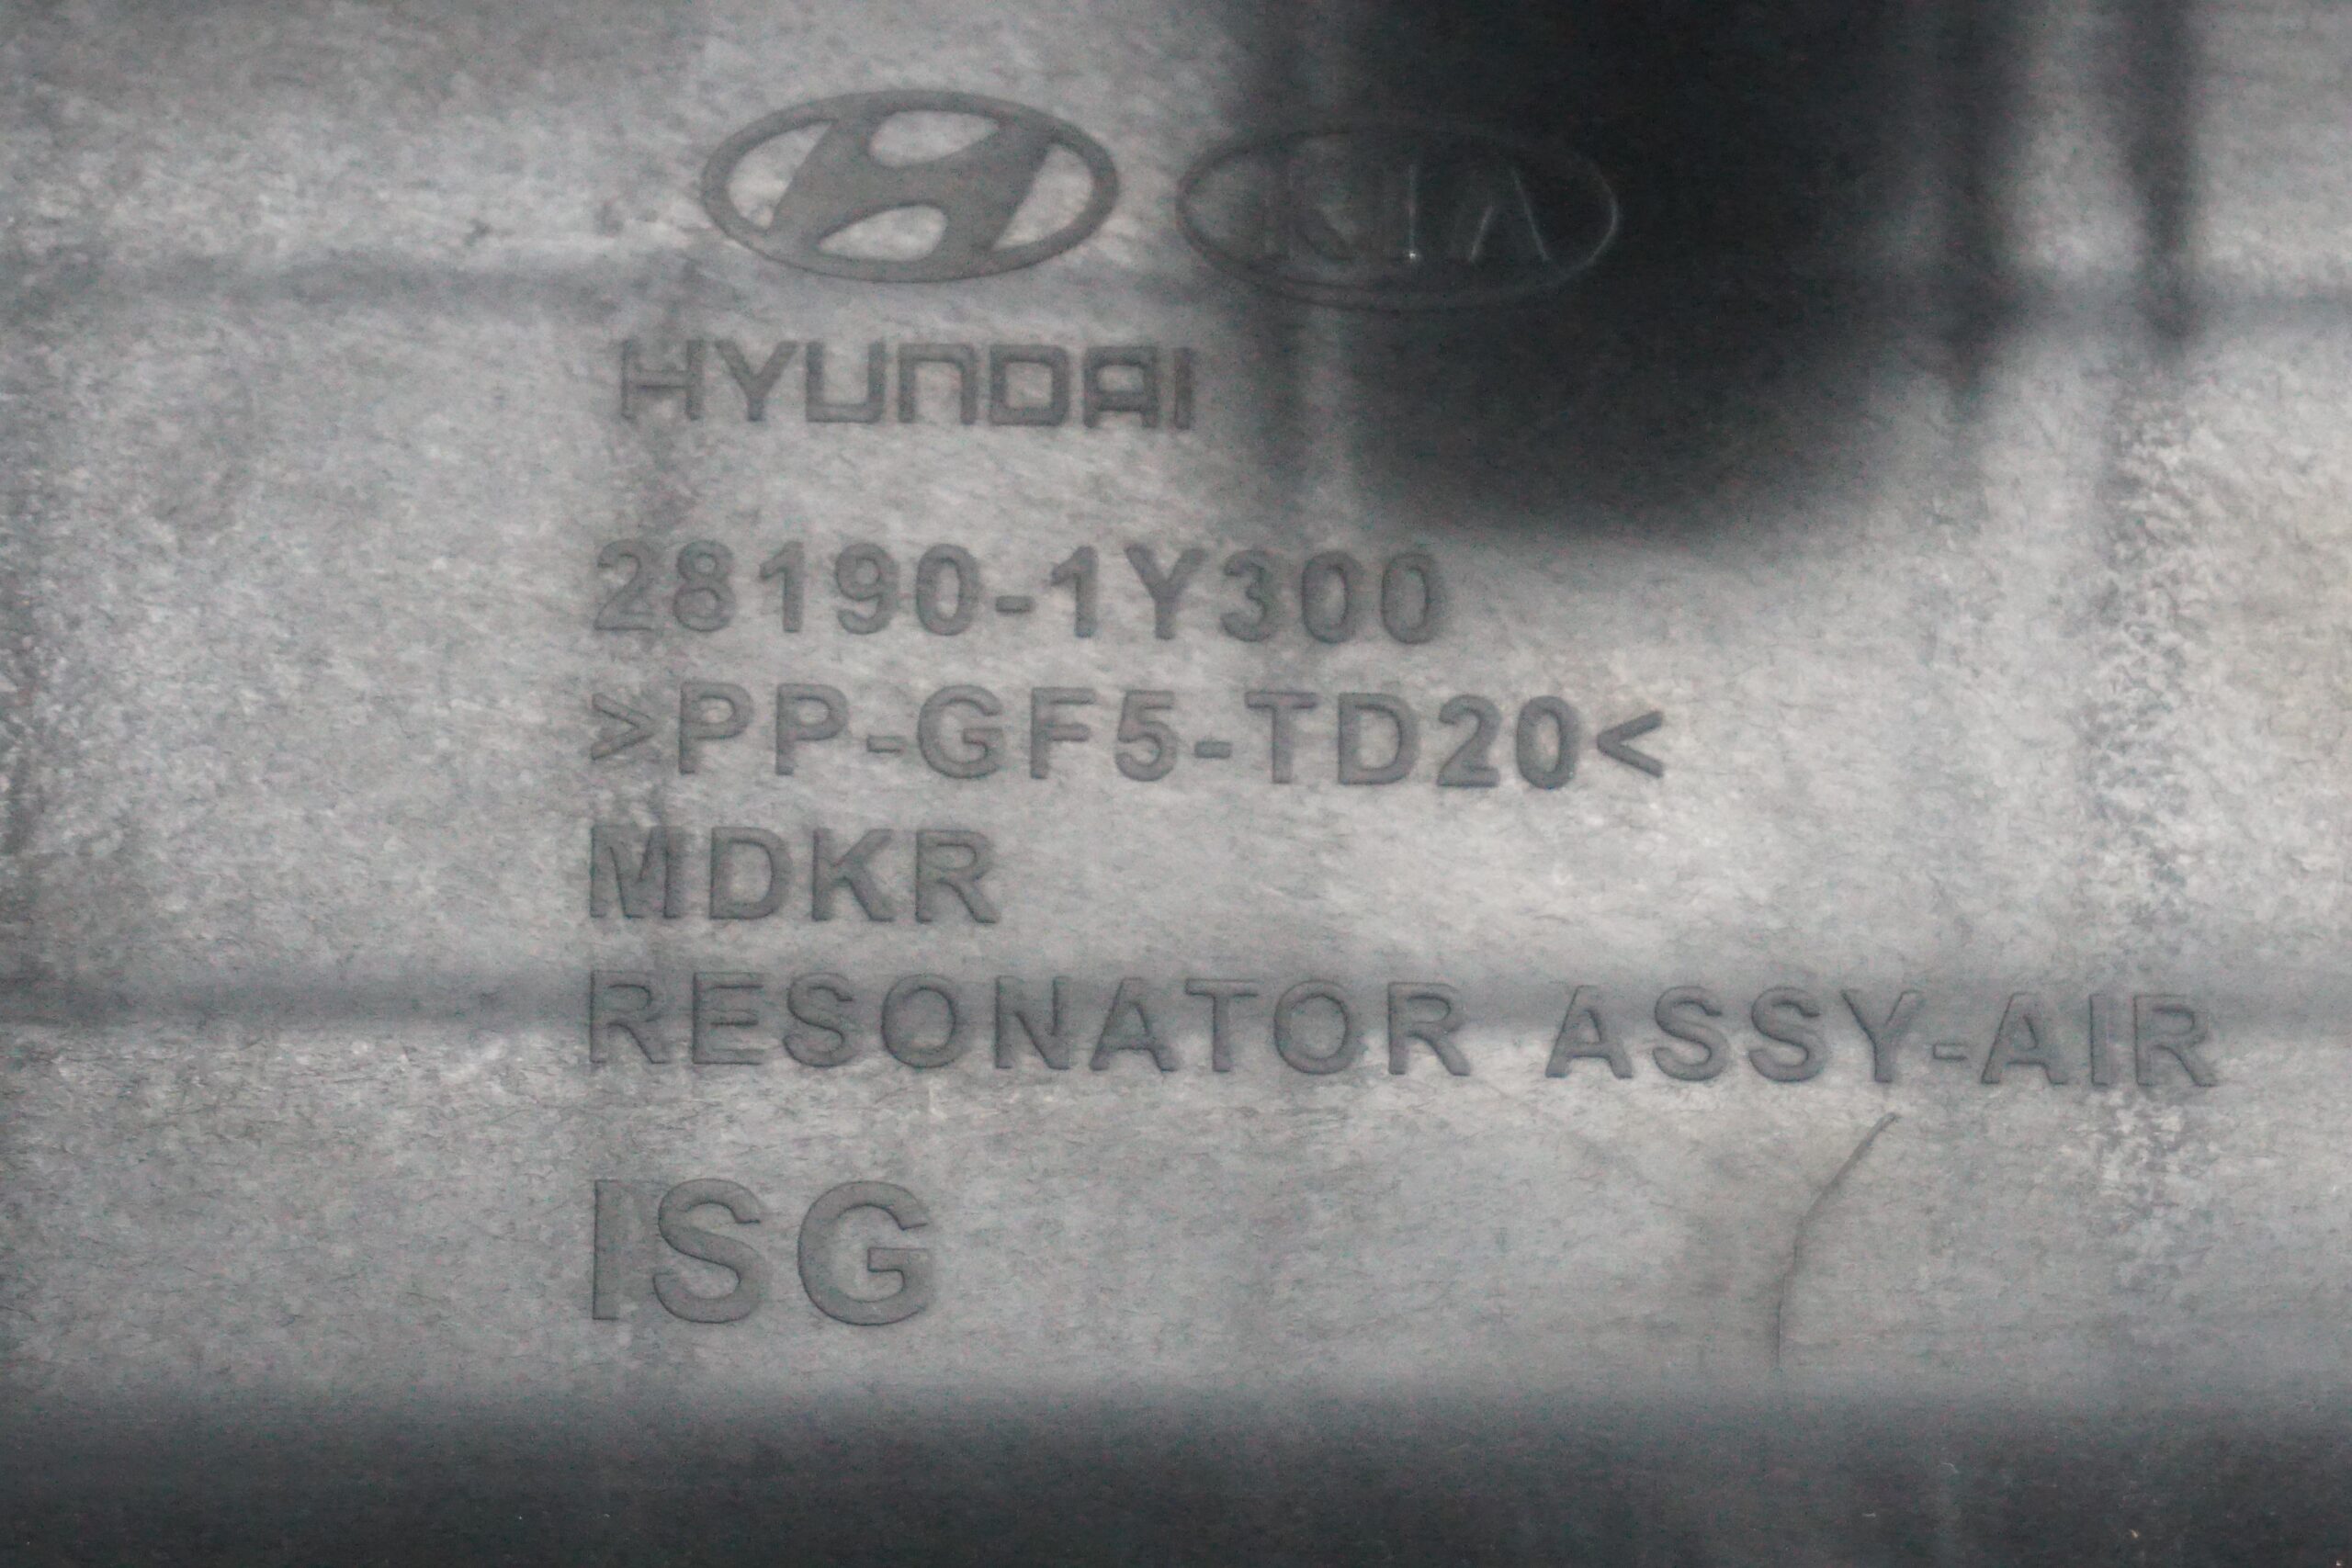 KIA
HYUNDAI
28190-1Y300
>PP-GF5-TD20<
MDKR
RESONATOR ASSY-AIR
ISG